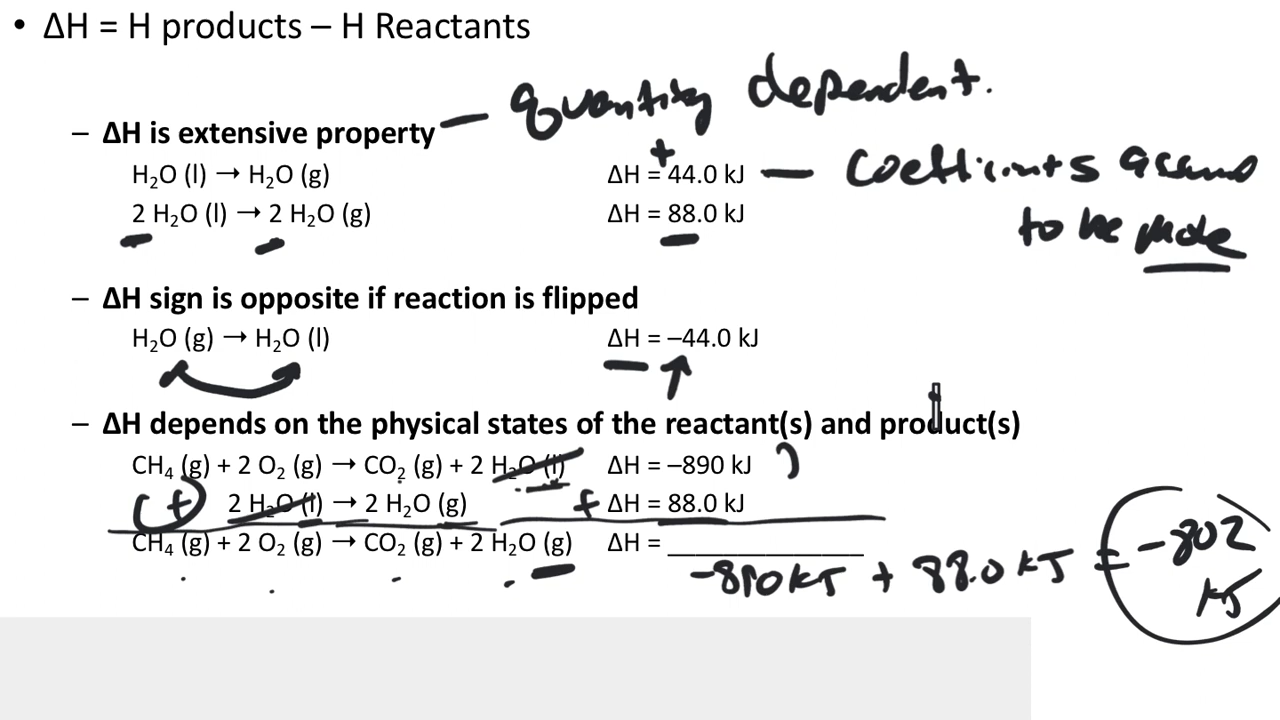 • ΔH = H products – H Reactants
– ΔH is extensive property — quantity dependent.
H₂O (l) → H₂O (g) ΔH = +44.0 kJ — coefficients assumed
2 H₂O (l) → 2 H₂O (g) ΔH = 88.0 kJ to be mole
– ΔH sign is opposite if reaction is flipped
H₂O (g) → H₂O (l) ΔH = –44.0 kJ
– ΔH depends on the physical states of the reactant(s) and product(s)
CH₄ (g) + 2 O₂ (g) → CO₂ (g) + 2 H₂O (l) ΔH = –890 kJ
(+) 2 H₂O (l) → 2 H₂O (g) + ΔH = 88.0 kJ
CH₄ (g) + 2 O₂ (g) → CO₂ (g) + 2 H₂O (g) ΔH = _______________
-890 kJ + 88.0 kJ = -802 kJ